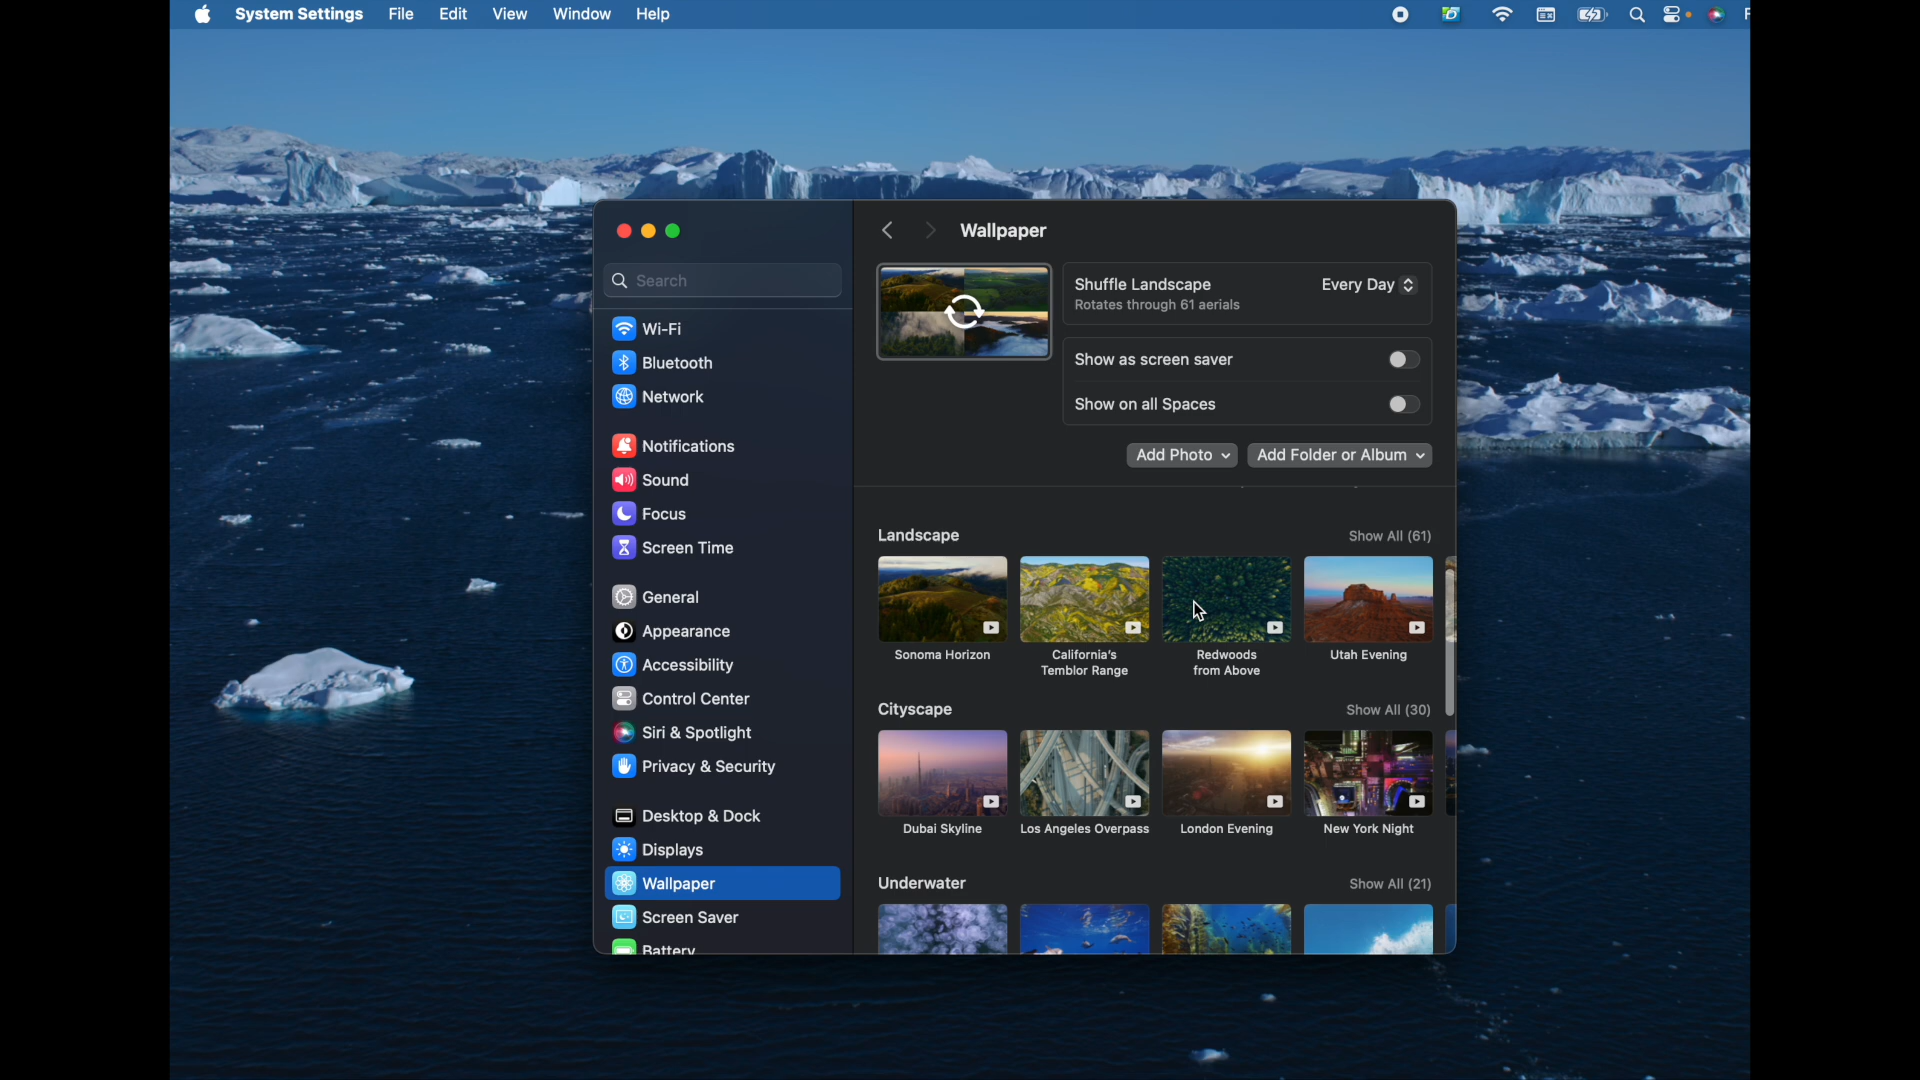 System Settings File Edit View Window Help
Wallpaper
Search
Wi-Fi
Bluetooth
Network
Notifications
Sound
Focus
Screen Time
General
Appearance
Accessibility
Control Center
Siri & Spotlight
Privacy & Security
Desktop & Dock
Displays
Wallpaper
Screen Saver
Battery
Shuffle Landscape Every Day
Rotates through 61 aerials
Show as screen saver
Show on all Spaces
Add Photo Add Folder or Album
Landscape Show All (61)
Sonoma Horizon
California's
Temblor Range
Redwoods
from Above
Utah Evening
Cityscape Show All (30)
Dubai Skyline
Los Angeles Overpass
London Evening
New York Night
Underwater Show All (21)